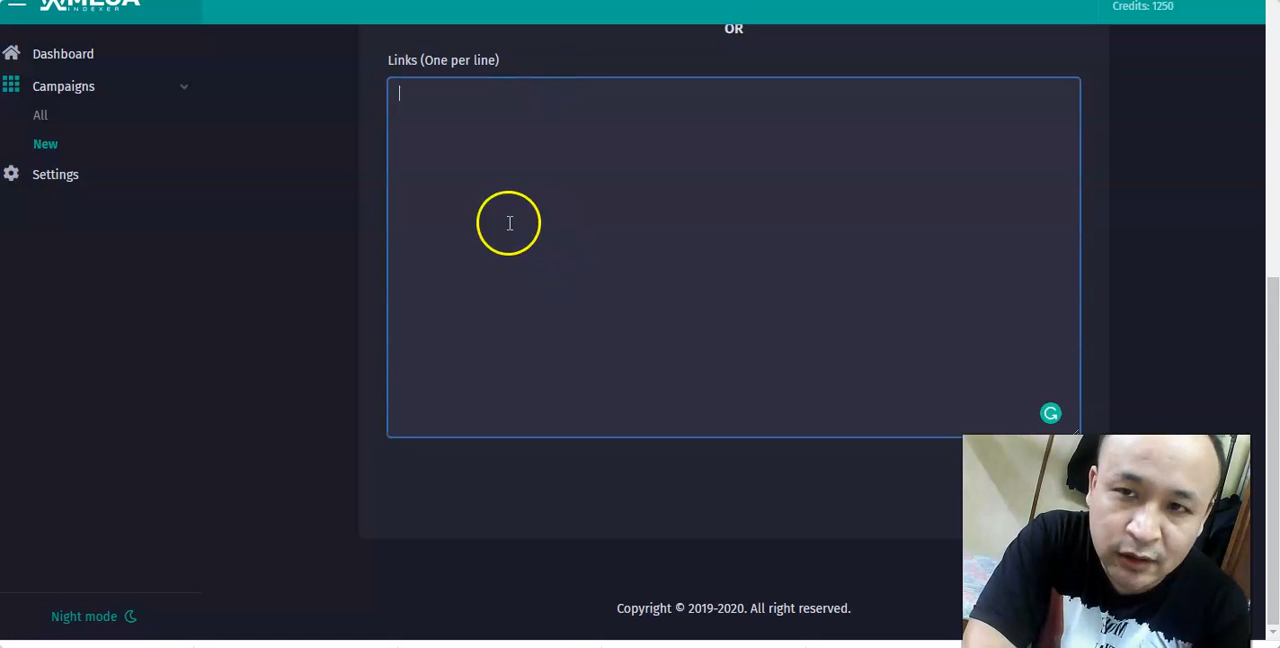 INDEXER
Credits: 1250
OR
Dashboard
Links (One per line)
Campaigns
All
New
Settings
Copyright © 2019-2020. All right reserved.
Night mode